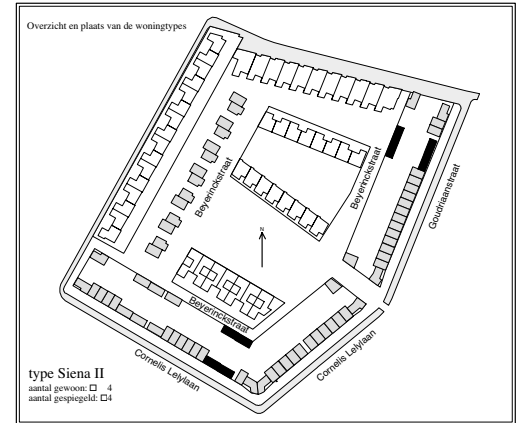 Overzicht en plaats van de woningtypes
Beyerinckstraat
Beyerinckstraat
Goudriaanstraat
N
Beyerinckstraat
Cornelis Lelylaan
Cornelis Lelylaan
type Siena II
aantal gewoon: □ 4
aantal gespiegeld: □4